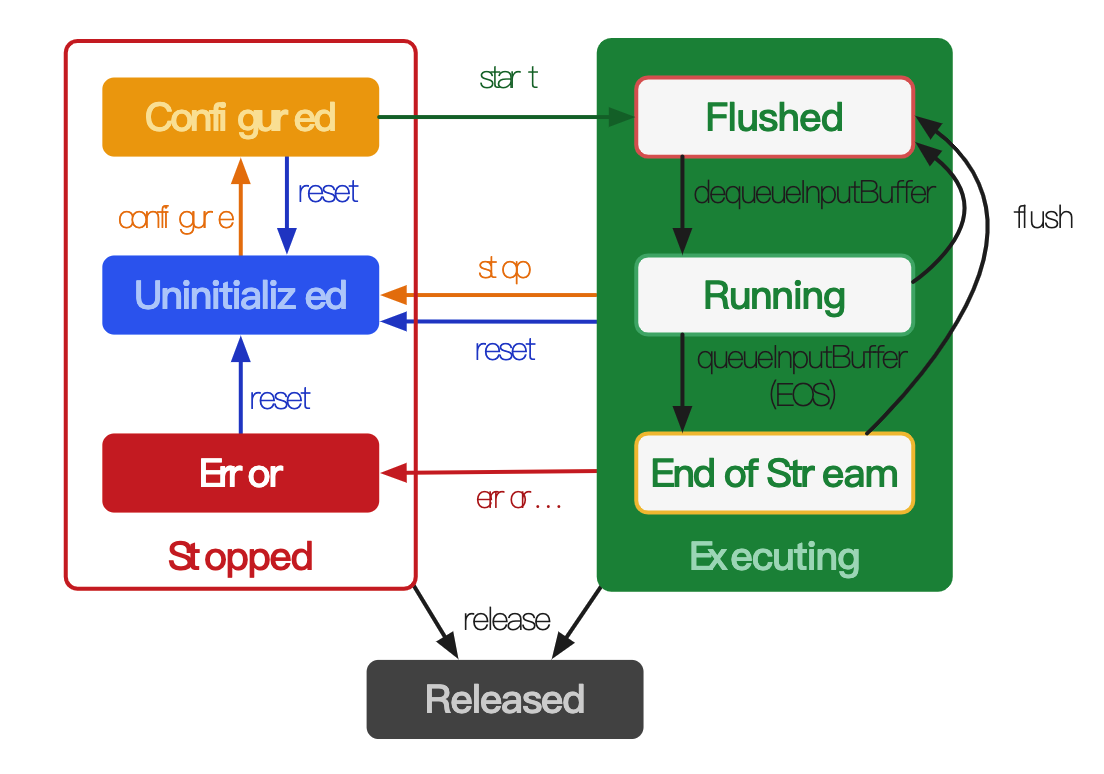 start
Configured
Flushed
reset
dequeueInputBuffer
configure
flush
stop
Uninitialized
Running
reset
queueInputBuffer
(EOS)
reset
Error
End of Stream
error...
Stopped
Executing
release
Released